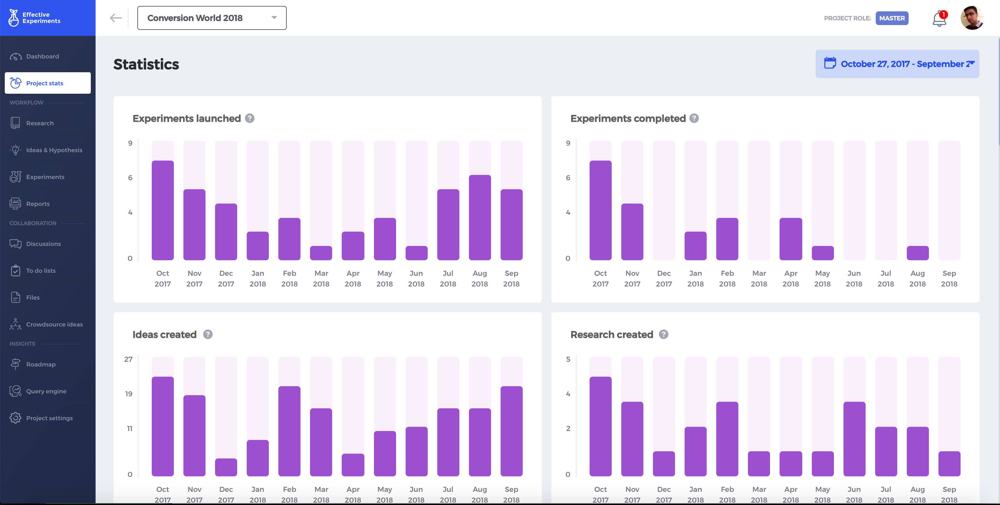 Effective
Experiments
Conversion World 2018
PROJECT ROLE:
MASTER
1
Dashboard
Project stats
WORKFLOW
Research
Ideas & Hypothesis
Experiments
Reports
COLLABORATION
Discussions
To do lists
Files
Crowdsource ideas
INSIGHTS
Roadmap
Query engine
Project settings
Statistics
October 27, 2017 - September 2
Experiments launched ?
9
6
4
0
Oct Nov Dec Jan Feb Mar Apr May Jun Jul Aug Sep
2017 2017 2017 2018 2018 2018 2018 2018 2018 2018 2018 2018
Experiments completed ?
9
6
4
0
Oct Nov Dec Jan Feb Mar Apr May Jun Jul Aug Sep
2017 2017 2017 2018 2018 2018 2018 2018 2018 2018 2018 2018
Ideas created ?
27
19
11
0
Oct Nov Dec Jan Feb Mar Apr May Jun Jul Aug Sep
2017 2017 2017 2018 2018 2018 2018 2018 2018 2018 2018 2018
Research created ?
5
4
2
0
Oct Nov Dec Jan Feb Mar Apr May Jun Jul Aug Sep
2017 2017 2017 2018 2018 2018 2018 2018 2018 2018 2018 2018